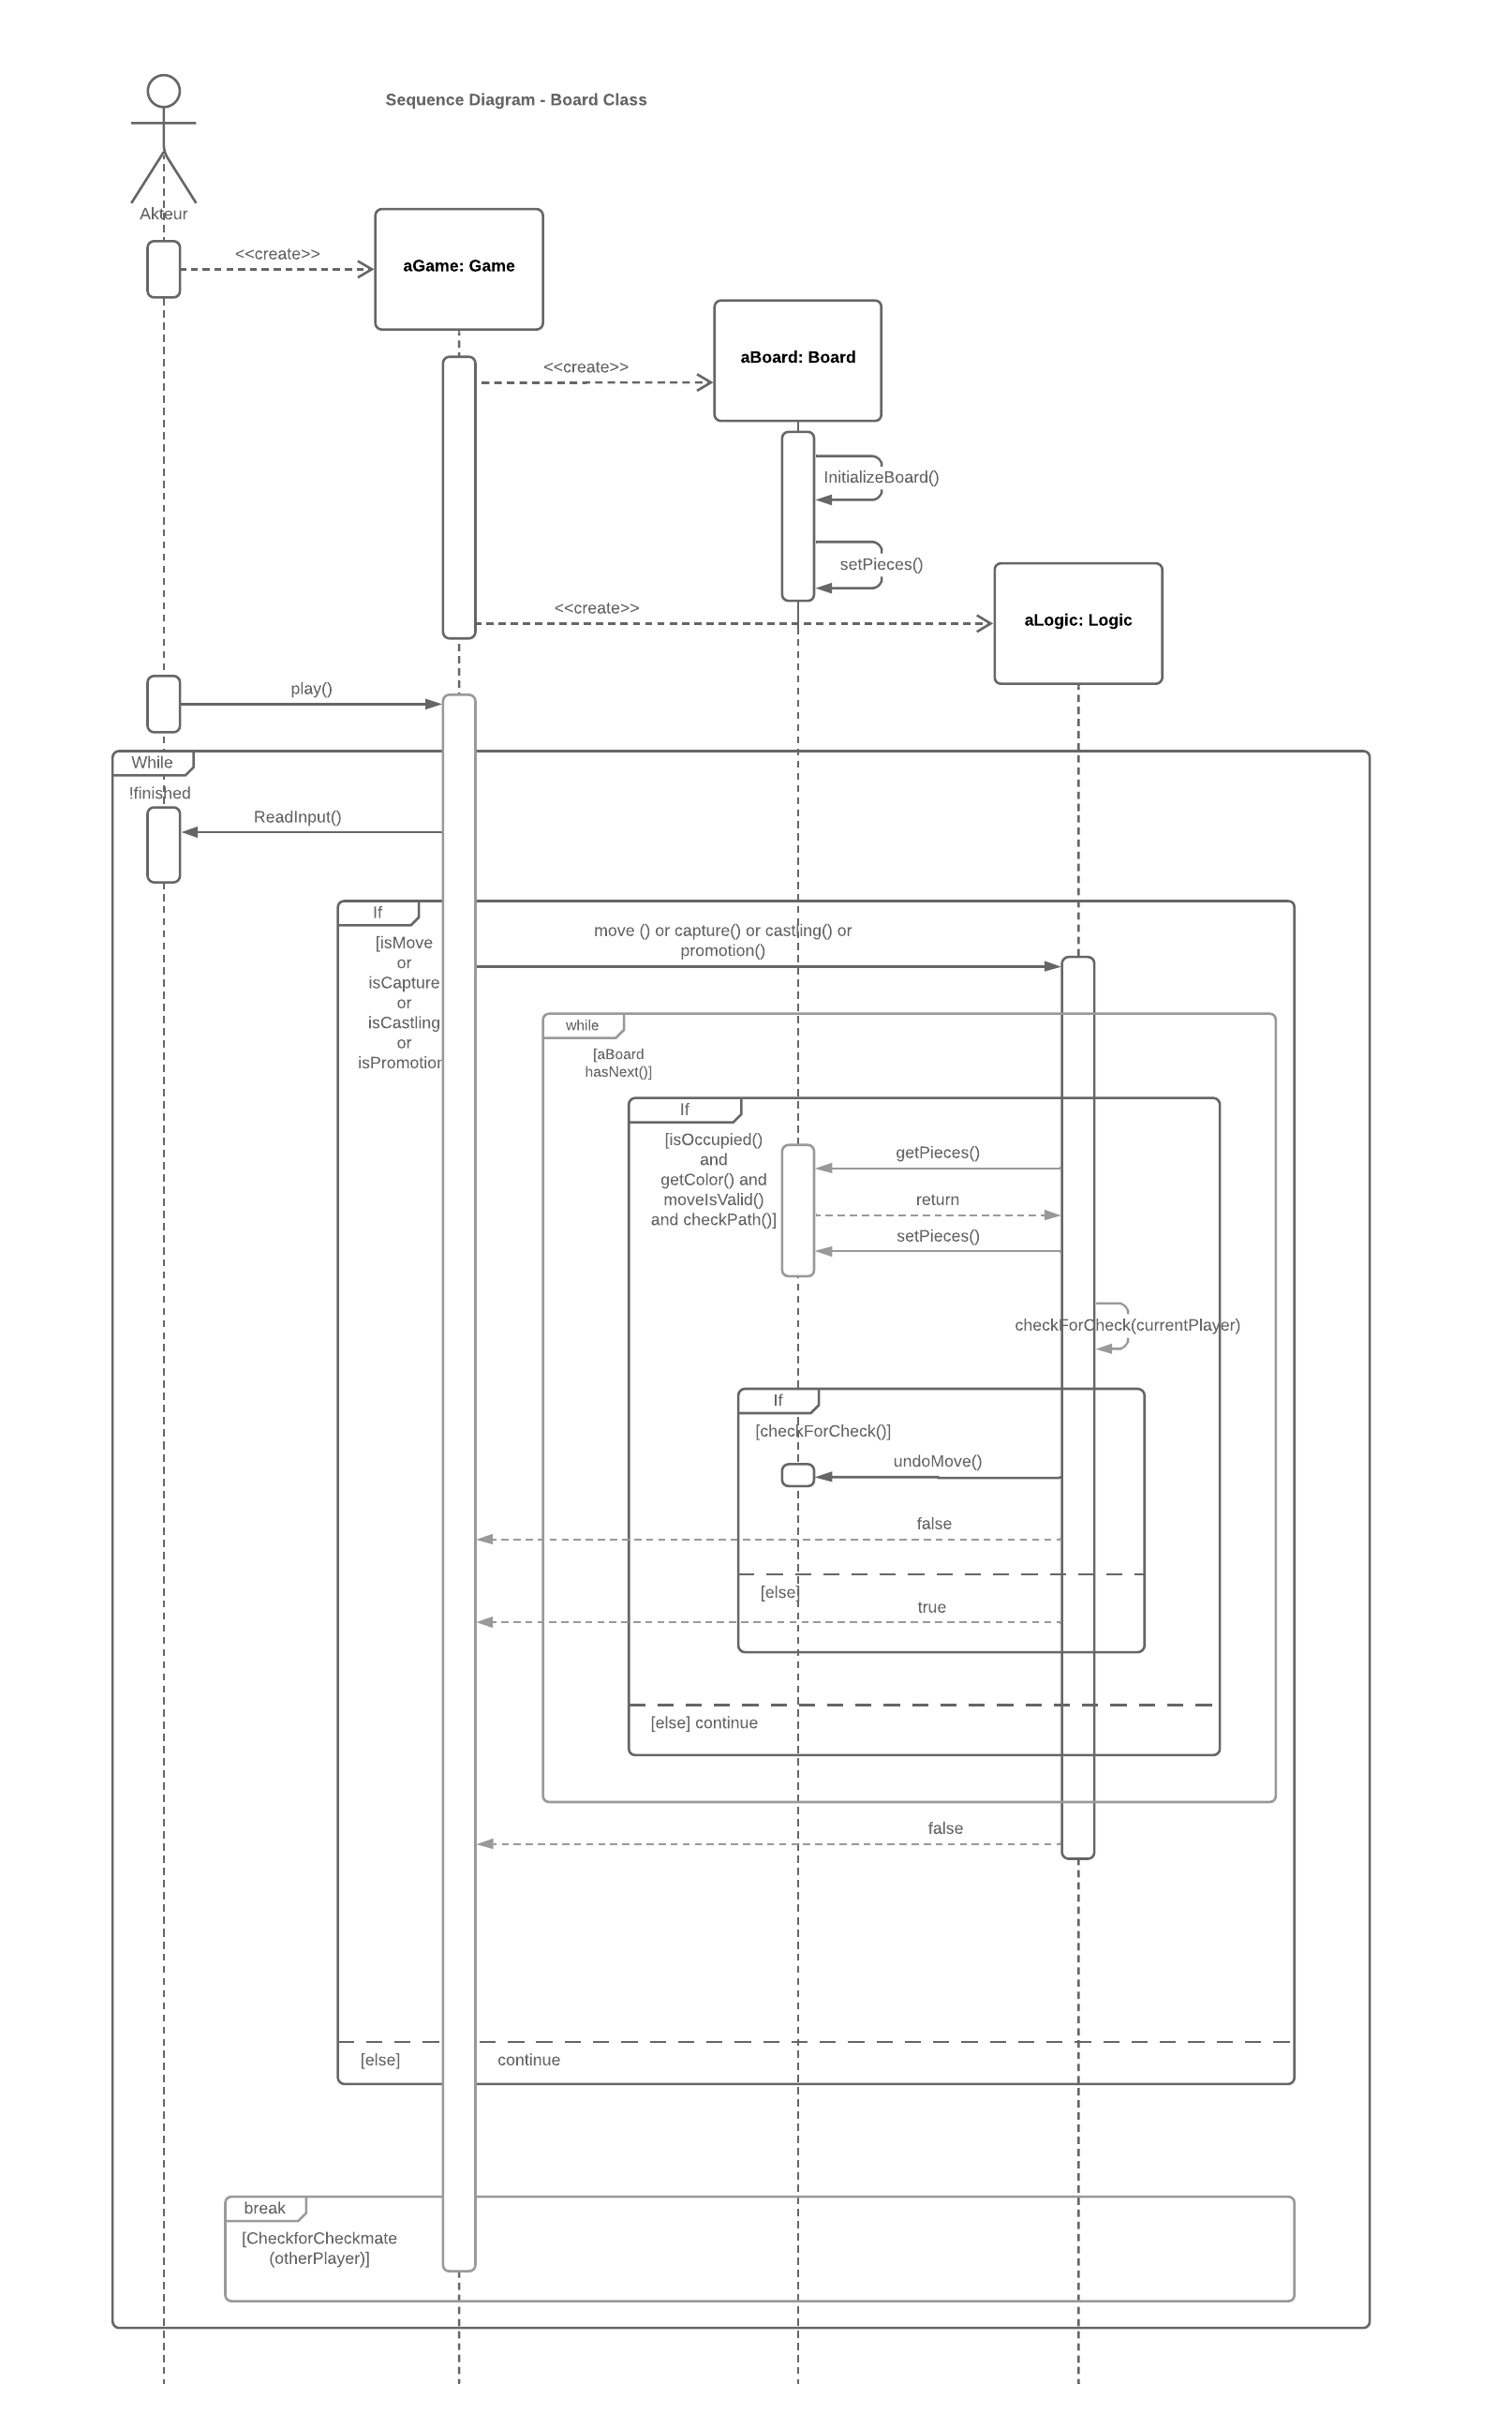 Sequence Diagram - Board Class
Akteur
<<create>>
aGame: Game
<<create>>
aBoard: Board
InitializeBoard()
setPieces()
<<create>>
aLogic: Logic
play()
While
!finished
ReadInput()
If
[isMove
or
isCapture
or
isCastling
or
isPromotion
move () or capture() or castling() or
promotion()
while
[aBoard
hasNext()]
If
[isOccupied()
and
getColor() and
moveIsValid()
and checkPath()]
getPieces()
return
setPieces()
checkForCheck(currentPlayer)
If
[checkForCheck()]
undoMove()
false
[else]
true
[else] continue
false
[else]
continue
break
[CheckforCheckmate
(otherPlayer)]